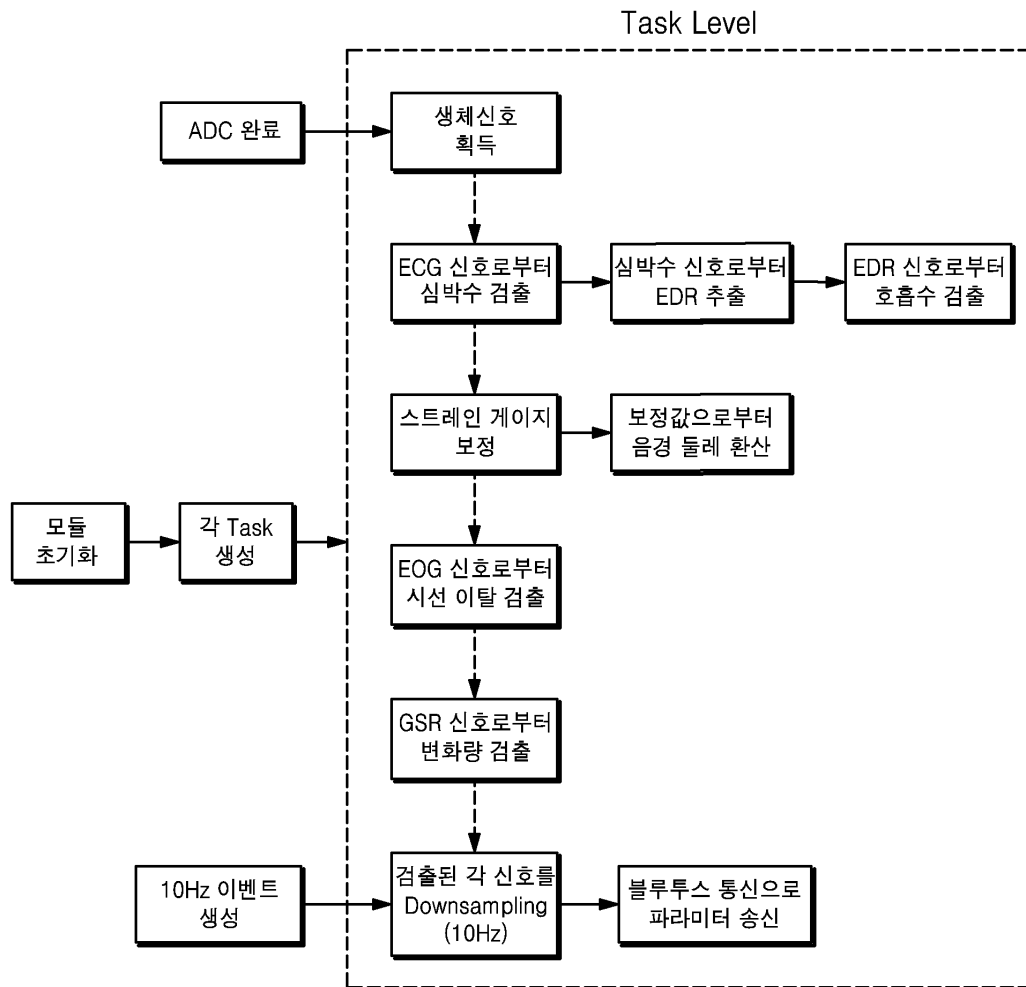 Task Level
ADC 완료
생체신호
획득
ECG 신호로부터
심박수 검출
심박수 신호로부터
EDR 추출
EDR 신호로부터
호흡수 검출
스트레인 게이지
보정
보정값으로부터
음경 둘레 환산
모듈
초기화
각 Task
생성
EOG 신호로부터
시선 이탈 검출
GSR 신호로부터
변화량 검출
10Hz 이벤트
생성
검출된 각 신호를
Downsampling
(10Hz)
블루투스 통신으로
파라미터 송신